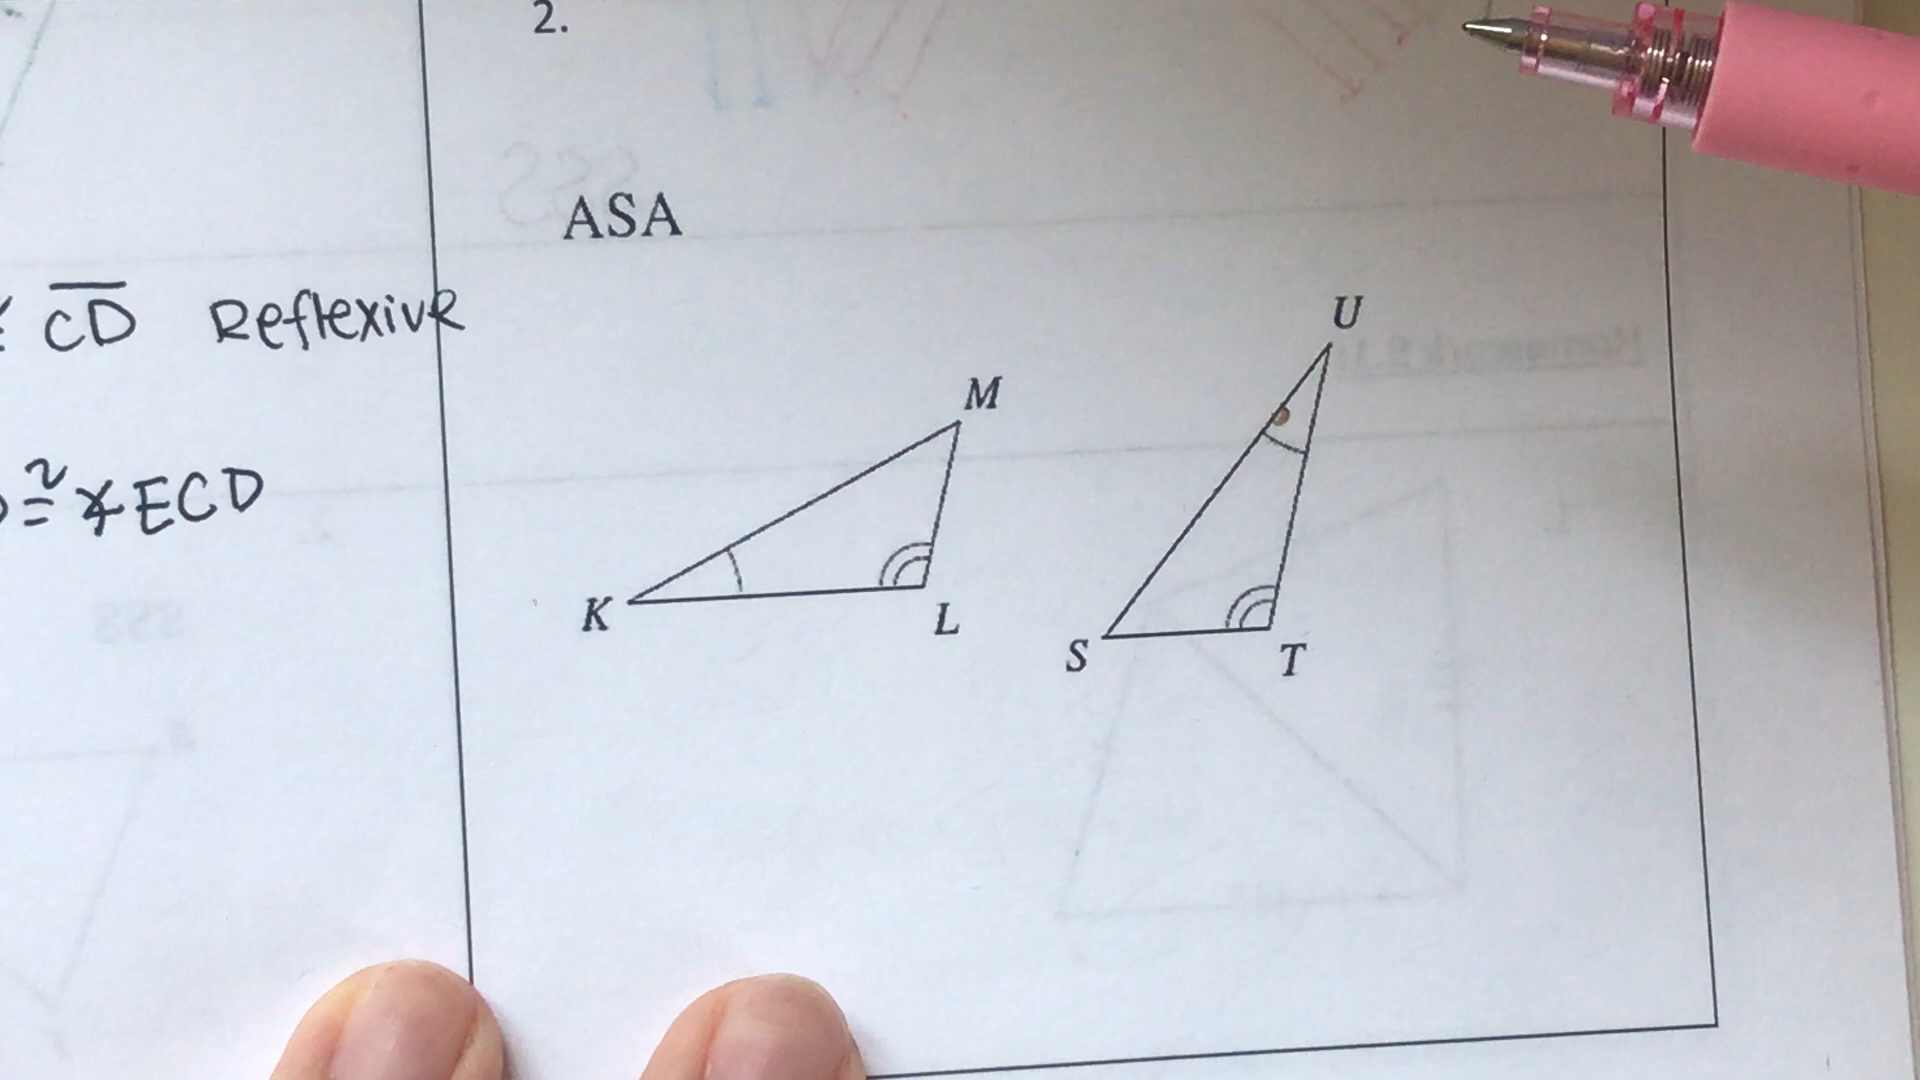 2.
ASA
CD Reflexive
≅ ∡ECD
U
M
K
L
S
T